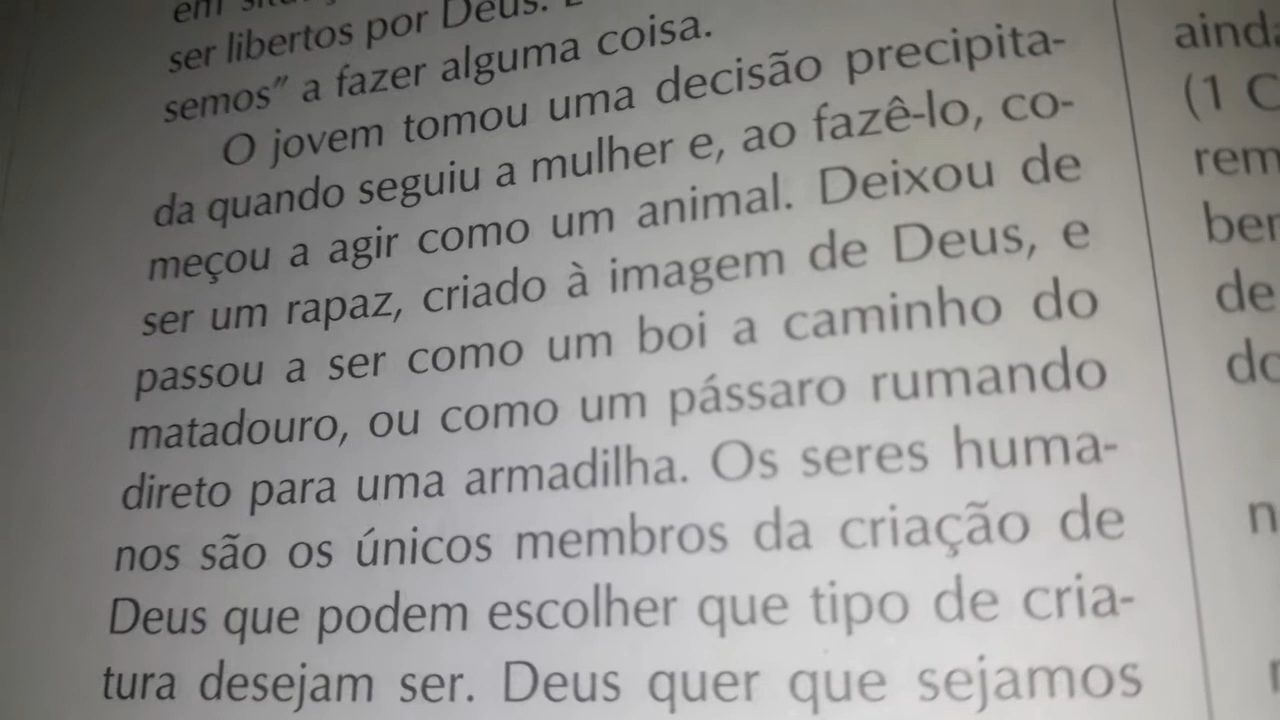 ser libertos por Deus.
semos” a fazer alguma coisa.
O jovem tomou uma decisão precipita-
da quando seguiu a mulher e, ao fazê-lo, co-
meçou a agir como um animal. Deixou de
ser um rapaz, criado à imagem de Deus, e
passou a ser como um boi a caminho do
matadouro, ou como um pássaro rumando
direto para uma armadilha. Os seres huma-
nos são os únicos membros da criação de
Deus que podem escolher que tipo de cria-
tura desejam ser. Deus quer que sejamos
(1 C
rem
ber
de